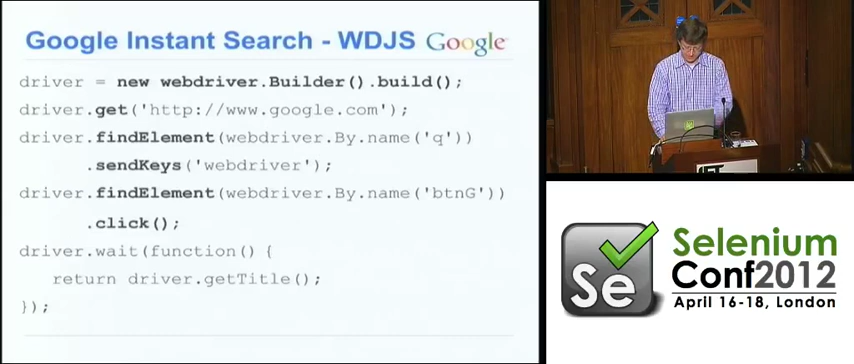 Google Instant Search - WDJS Google
driver = new webdriver.Builder().build();
driver.get('http://www.google.com');
driver.findElement(webdriver.By.name('q'))
.sendKeys('webdriver');
driver.findElement(webdriver.By.name('btnG'))
.click();
driver.wait(function() {
return driver.getTitle();
});
Se
Selenium
Conf2012
April 16-18, London